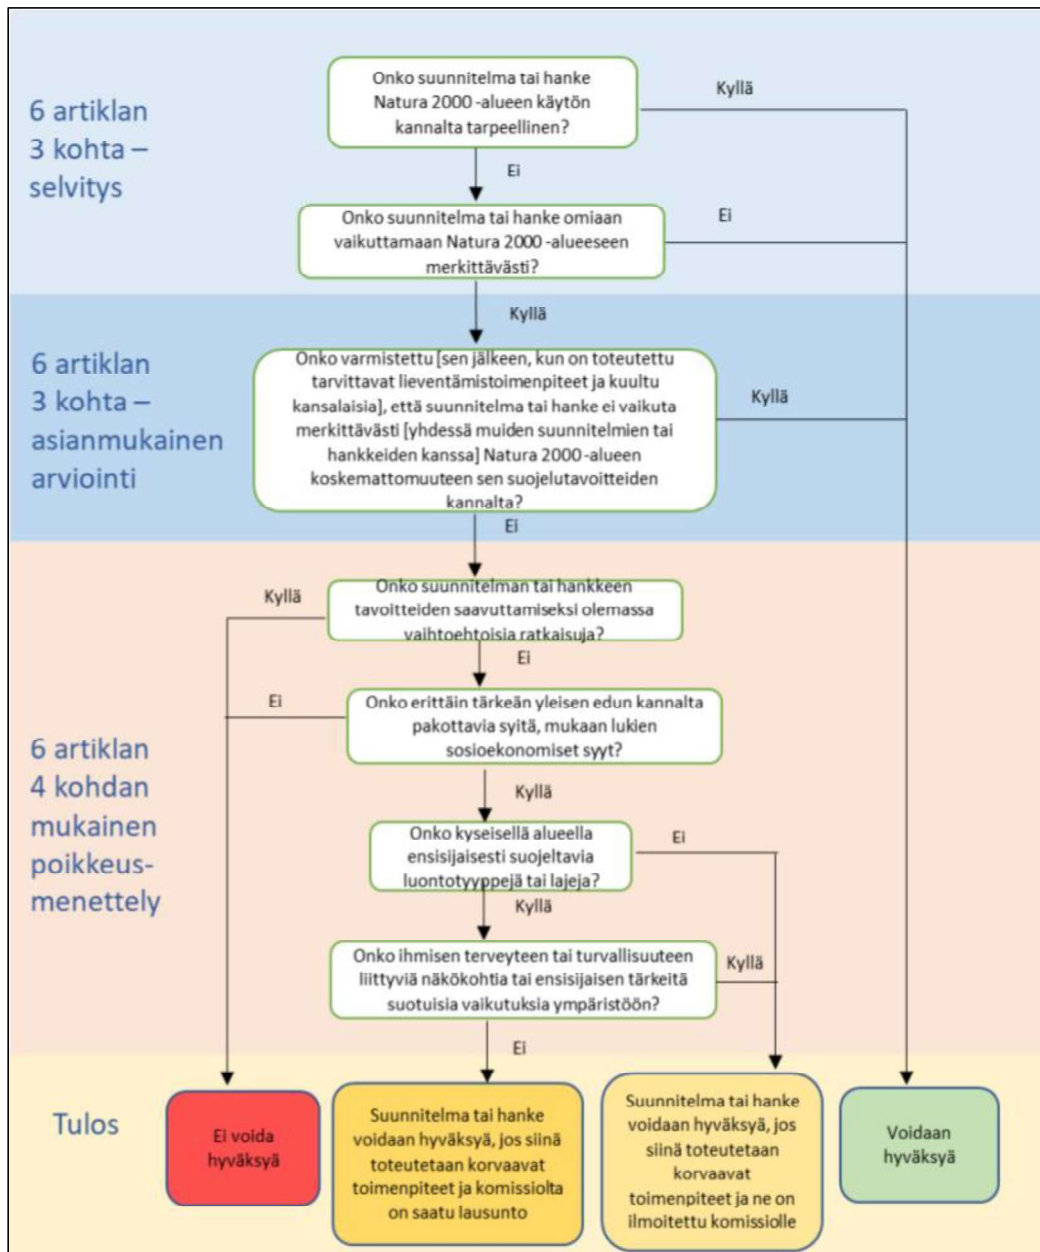 6 artiklan
3 kohta –
selvitys
Onko suunnitelma tai hanke
Natura 2000 -alueen käytön
kannalta tarpeellinen?
Kyllä
Ei
Onko suunnitelma tai hanke omiaan
vaikuttamaan Natura 2000 -alueeseen
merkittävästi?
Ei
Kyllä
6 artiklan
3 kohta –
asianmukainen
arviointi
Onko varmistettu [sen jälkeen, kun on toteutettu
tarvittavat lieventämistoimenpiteet ja kuultu
kansalaisia], että suunnitelma tai hanke ei vaikuta
merkittävästi [yhdessä muiden suunnitelmien tai
hankkeiden kanssa] Natura 2000 -alueen
koskemattomuuteen sen suojelutavoitteiden
kannalta?
Kyllä
Ei
6 artiklan
4 kohdan
mukainen
poikkeus-
menettely
Onko suunnitelman tai hankkeen
tavoitteiden saavuttamiseksi olemassa
vaihtoehtoisia ratkaisuja?
Kyllä
Ei
Onko erittäin tärkeän yleisen edun kannalta
pakottavia syitä, mukaan lukien
sosioekonomiset syyt?
Ei
Kyllä
Onko kyseisellä alueella
ensisijaisesti suojeltavia
luontotyyppejä tai lajeja?
Ei
Kyllä
Onko ihmisen terveyteen tai turvallisuuteen
liittyviä näkökohtia tai ensisijaisen tärkeitä
suotuisia vaikutuksia ympäristöön?
Kyllä
Ei
Tulos
Ei voida
hyväksyä
Suunnitelma tai hanke
voidaan hyväksyä, jos siinä
toteutetaan korvaavat
toimenpiteet ja komissiolta
on saatu lausunto
Suunnitelma tai hanke
voidaan hyväksyä, jos
siinä toteutetaan
korvaavat
toimenpiteet ja ne on
ilmoitettu komissiolle
Voidaan
hyväksyä